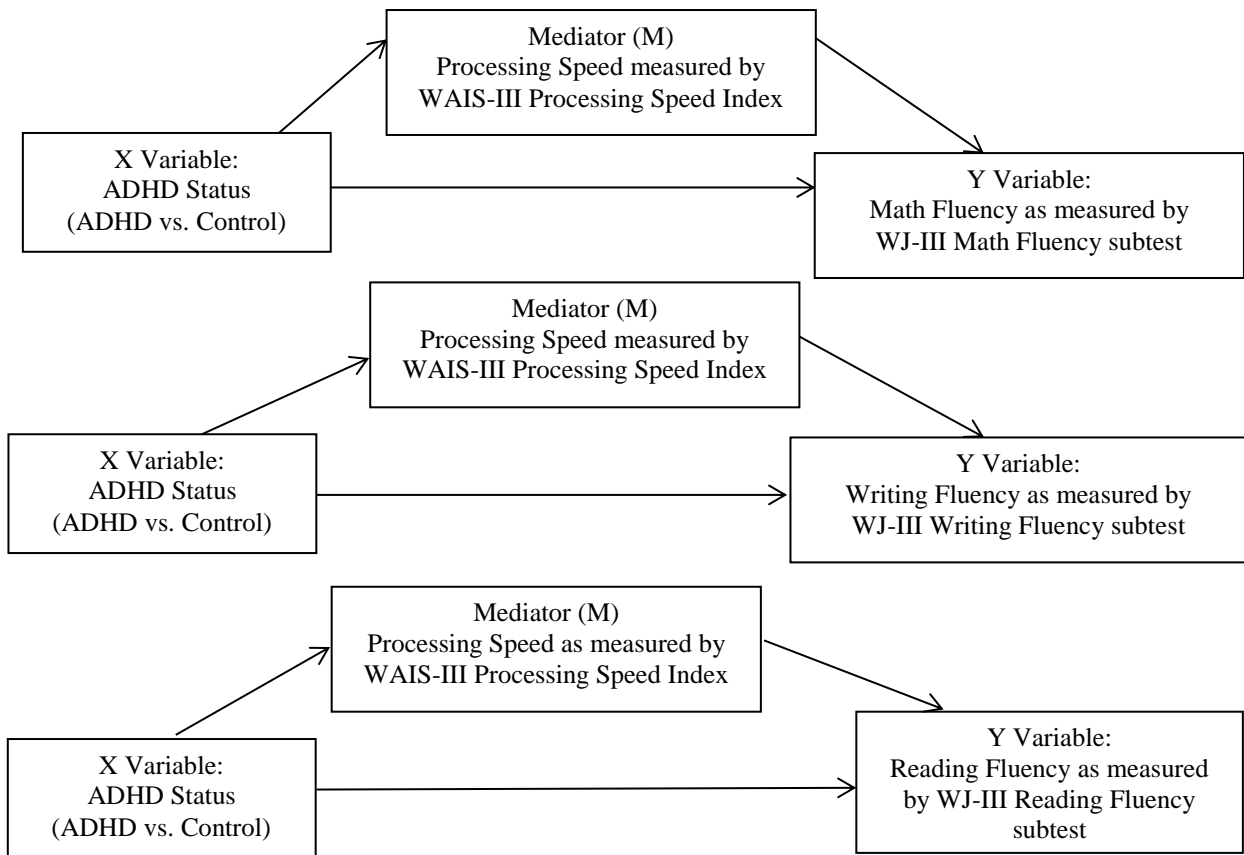 Mediator (M)
Processing Speed measured by
WAIS-III Processing Speed Index
X Variable:
ADHD Status
(ADHD vs. Control)
Y Variable:
Math Fluency as measured by
WJ-III Math Fluency subtest
Mediator (M)
Processing Speed measured by
WAIS-III Processing Speed Index
X Variable:
ADHD Status
(ADHD vs. Control)
Y Variable:
Writing Fluency as measured by
WJ-III Writing Fluency subtest
Mediator (M)
Processing Speed as measured by
WAIS-III Processing Speed Index
X Variable:
ADHD Status
(ADHD vs. Control)
Y Variable:
Reading Fluency as measured
by WJ-III Reading Fluency
subtest